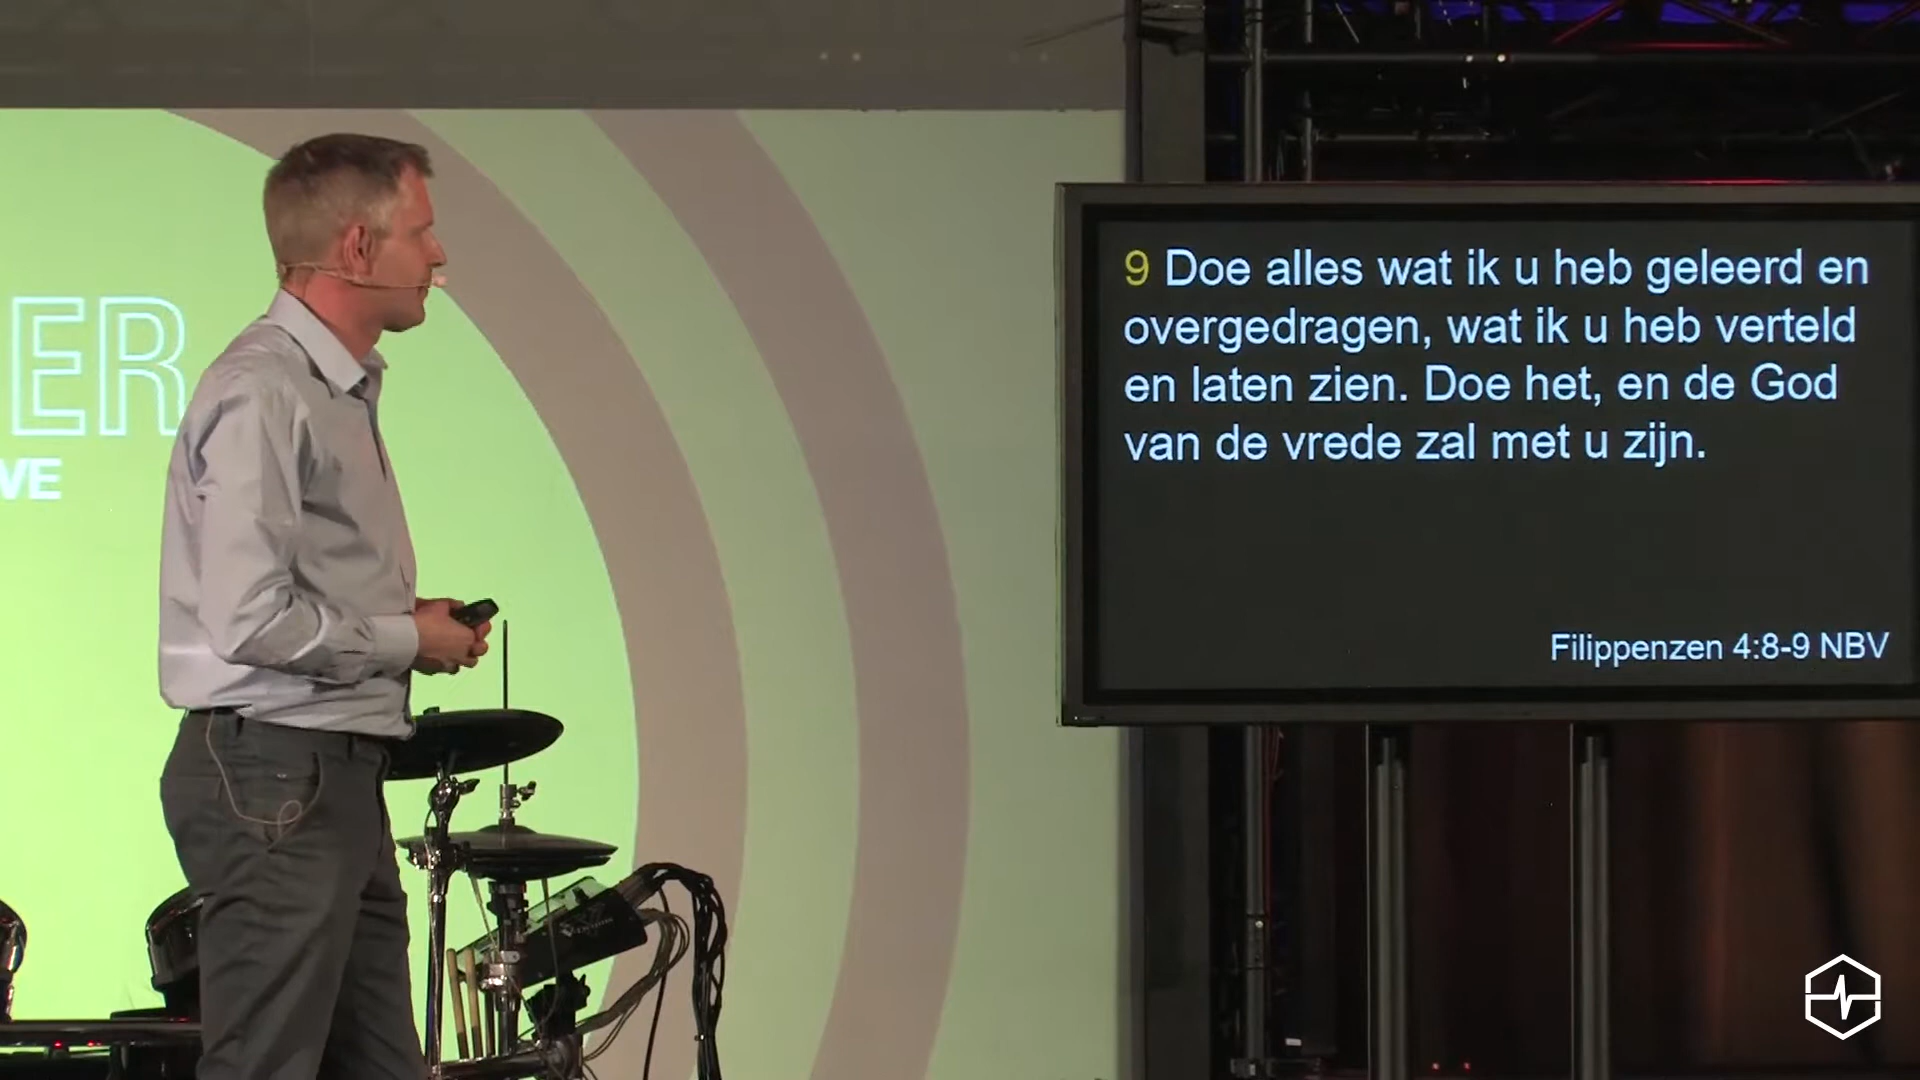 ER
VE
9 Doe alles wat ik u heb geleerd en
overgedragen, wat ik u heb verteld
en laten zien. Doe het, en de God
van de vrede zal met u zijn.
Filippenzen 4:8-9 NBV